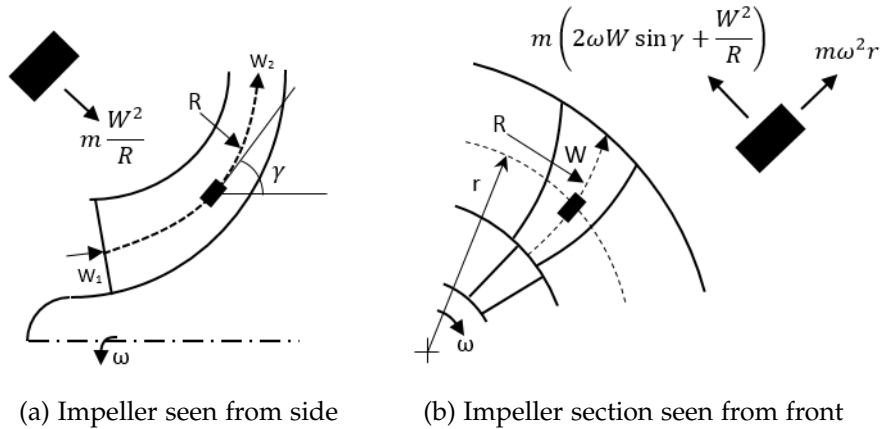 m W²/R
W₂
R
γ
W₁
ω
(a) Impeller seen from side
m(2ωW sin γ + W²/R)
mω²r
R
W
r
ω
(b) Impeller section seen from front